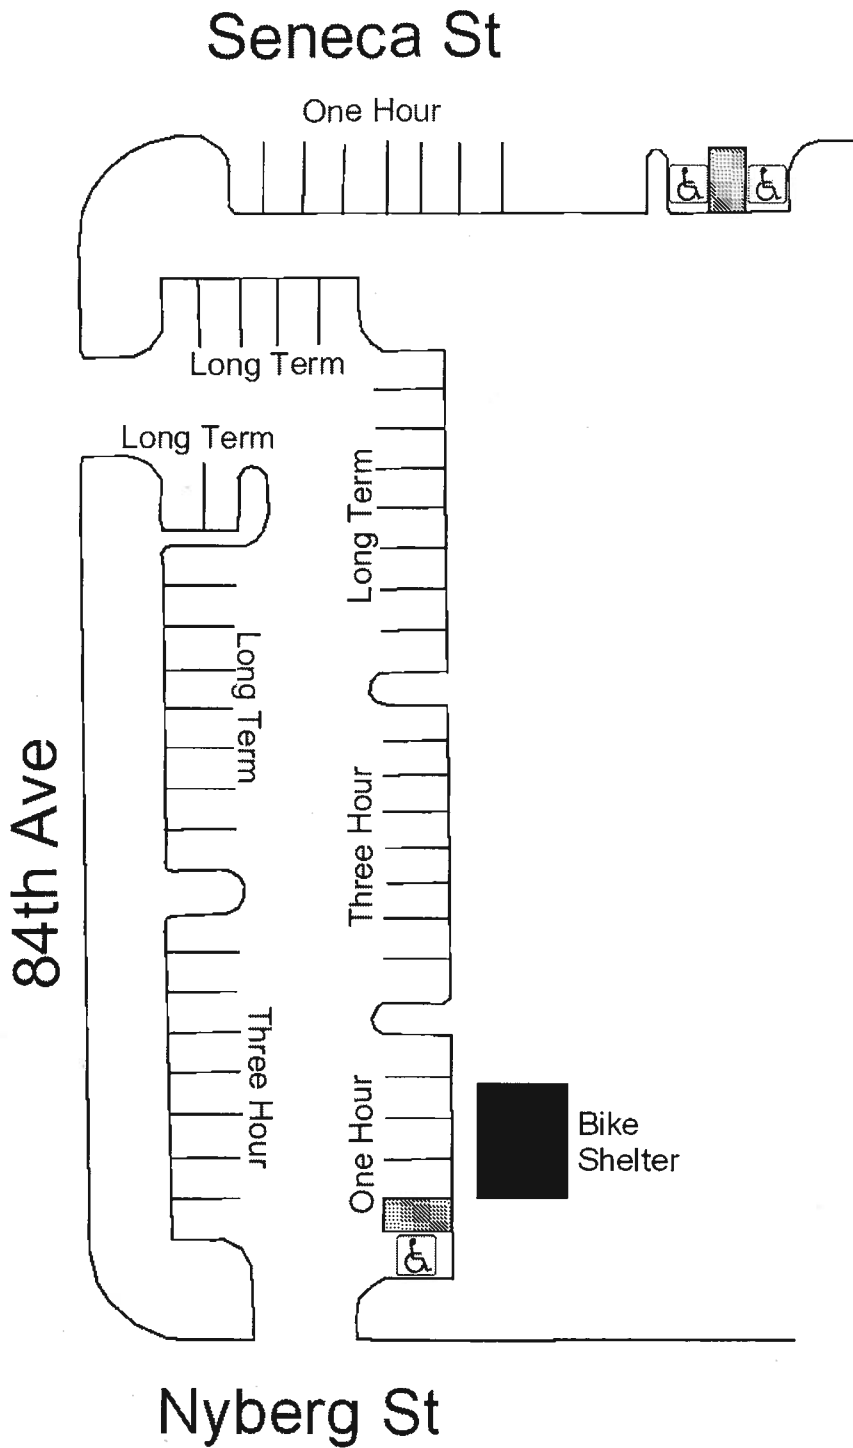 Seneca St
One Hour
Long Term
Long Term
Long Term
Long Term
84th Ave
Three Hour
Three Hour
One Hour
Bike
Shelter
Nyberg St